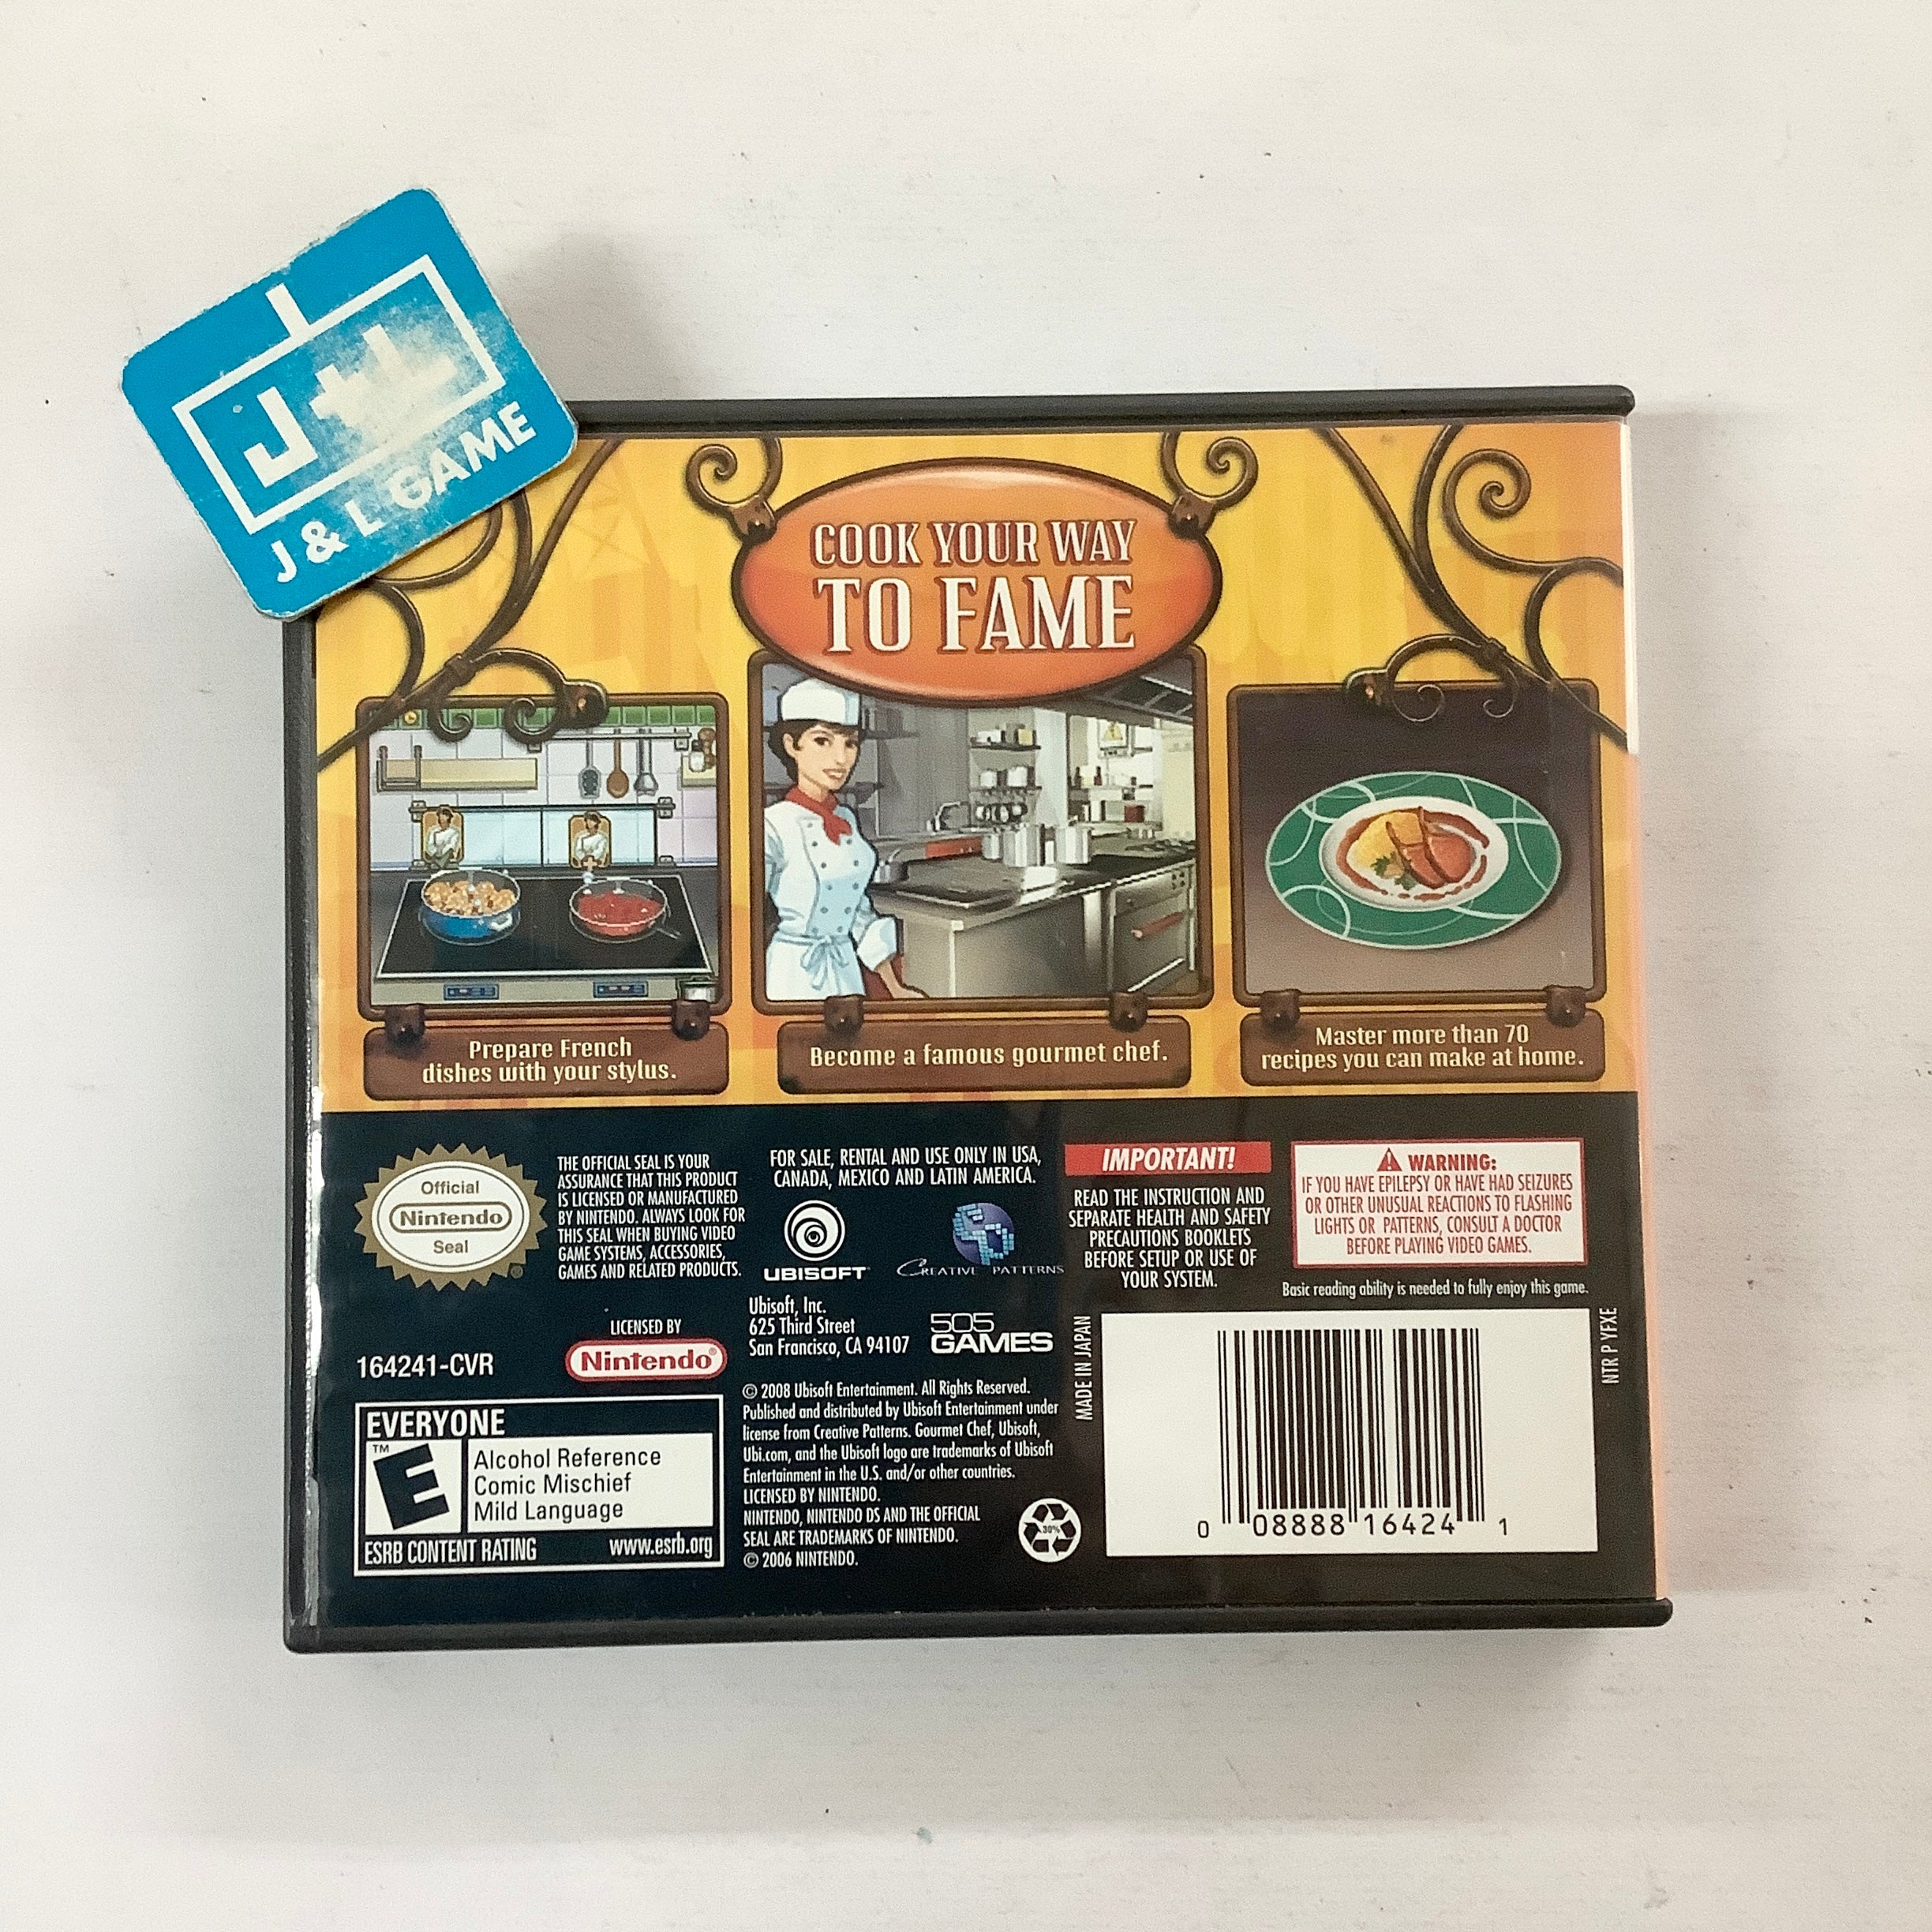 J+L
J & L GAME
COOK YOUR WAY
TO FAME
Prepare French
dishes with your stylus.
Become a famous gourmet chef.
Master more than 70
recipes you can make at home.
Official
Nintendo
Seal
THE OFFICIAL SEAL IS YOUR
ASSURANCE THAT THIS PRODUCT
IS LICENSED OR MANUFACTURED
BY NINTENDO. ALWAYS LOOK FOR
THIS SEAL WHEN BUYING VIDEO
GAME SYSTEMS, ACCESSORIES,
GAMES AND RELATED PRODUCTS.
FOR SALE, RENTAL AND USE ONLY IN USA,
CANADA, MEXICO AND LATIN AMERICA.
UBISOFT
CREATIVE PATTERNS
IMPORTANT!
READ THE INSTRUCTION AND
SEPARATE HEALTH AND SAFETY
PRECAUTIONS BOOKLETS
BEFORE SETUP OR USE OF
YOUR SYSTEM.
WARNING:
IF YOU HAVE EPILEPSY OR HAVE HAD SEIZURES
OR OTHER UNUSUAL REACTIONS TO FLASHING
LIGHTS OR PATTERNS, CONSULT A DOCTOR
BEFORE PLAYING VIDEO GAMES.
Basic reading ability is needed to fully enjoy this game.
164241-CVR
LICENSED BY
Nintendo®
Ubisoft, Inc.
625 Third Street
San Francisco, CA 94107
505
GAMES
© 2008 Ubisoft Entertainment. All Rights Reserved.
Published and distributed by Ubisoft Entertainment under
license from Creative Patterns. Gourmet Chef, Ubisoft,
Ubi.com, and the Ubisoft logo are trademarks of Ubisoft
Entertainment in the U.S. and/or other countries.
LICENSED BY NINTENDO.
NINTENDO, NINTENDO DS AND THE OFFICIAL
SEAL ARE TRADEMARKS OF NINTENDO.
© 2006 NINTENDO.
EVERYONE
E™
Alcohol Reference
Comic Mischief
Mild Language
ESRB CONTENT RATING www.esrb.org
30%
MADE IN JAPAN
0 08888 16424 1
NTR P YFXE